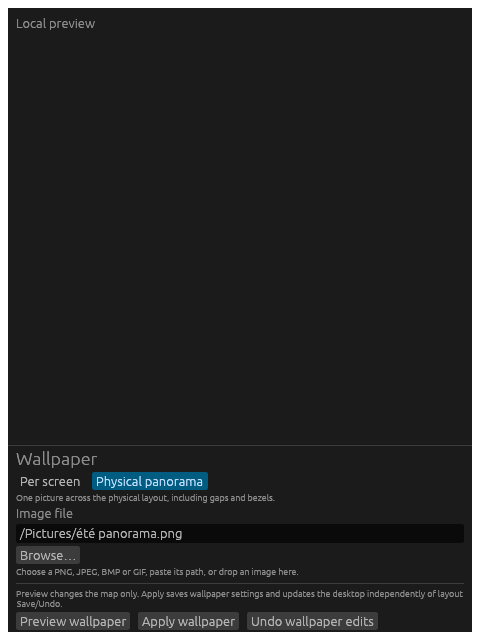 Local preview
Wallpaper
Per screen Physical panorama
One picture across the physical layout, including gaps and bezels.
Image file
/Pictures/été panorama.png
Browse...
Choose a PNG, JPEG, BMP or GIF, paste its path, or drop an image here.
Preview changes the map only. Apply saves wallpaper settings and updates the desktop independently of layout
Save/Undo.
Preview wallpaper Apply wallpaper Undo wallpaper edits